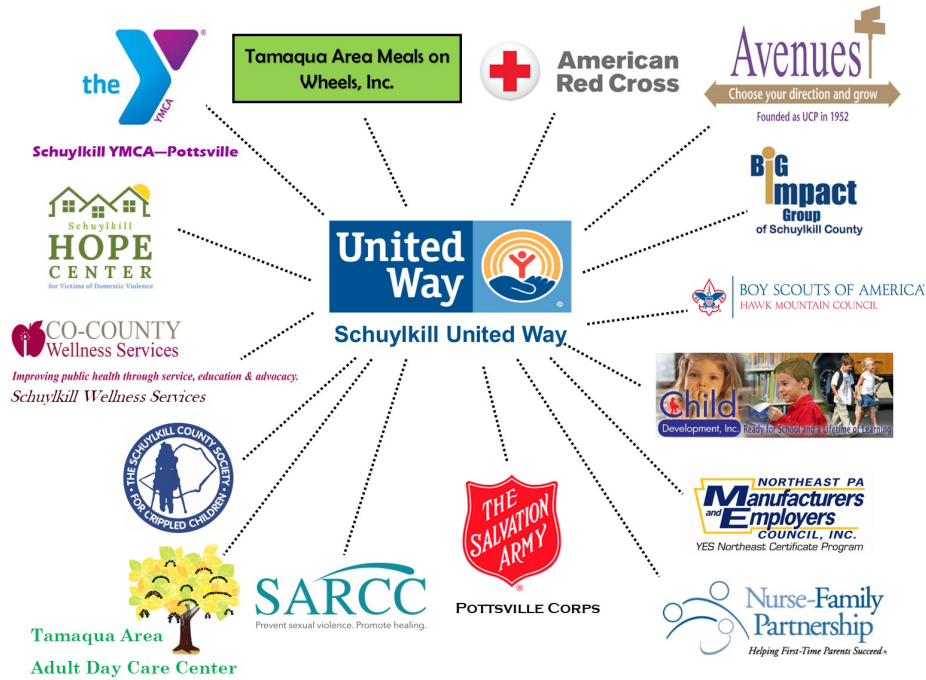 the
YMCA
®
Schuylkill YMCA—Pottsville
Tamaqua Area Meals on
Wheels, Inc.
American
Red Cross
Avenues
Choose your direction and grow
Founded as UCP in 1952
Schuylkill
HOPE
CENTER
for Victims of Domestic Violence
United
Way
®
Schuylkill United Way
BiG
impact
Group
of Schuylkill County
BOY SCOUTS OF AMERICA
HAWK MOUNTAIN COUNCIL
CO-COUNTY
Wellness Services
Improving public health through service, education & advocacy.
Schuylkill Wellness Services
Child
Development, Inc.
Ready for School and a Lifetime of Learning
THE SCHUYLKILL COUNTY SOCIETY
· FOR CRIPPLED CHILDREN ·
THE
SALVATION
ARMY
®
POTTSVILLE CORPS
NORTHEAST PA
Manufacturers
and Employers
COUNCIL, INC.
YES Northeast Certificate Program
Tamaqua Area
Adult Day Care Center
SARCC
Prevent sexual violence. Promote healing.
Nurse-Family
Partnership
Helping First-Time Parents Succeed®